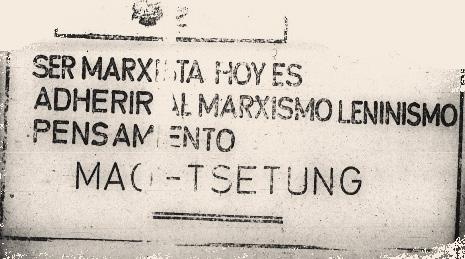 SER MARXISTA HOY ES
ADHERIR AL MARXISMO LENINISMO
PENSAMIENTO
MAO-TSETUNG